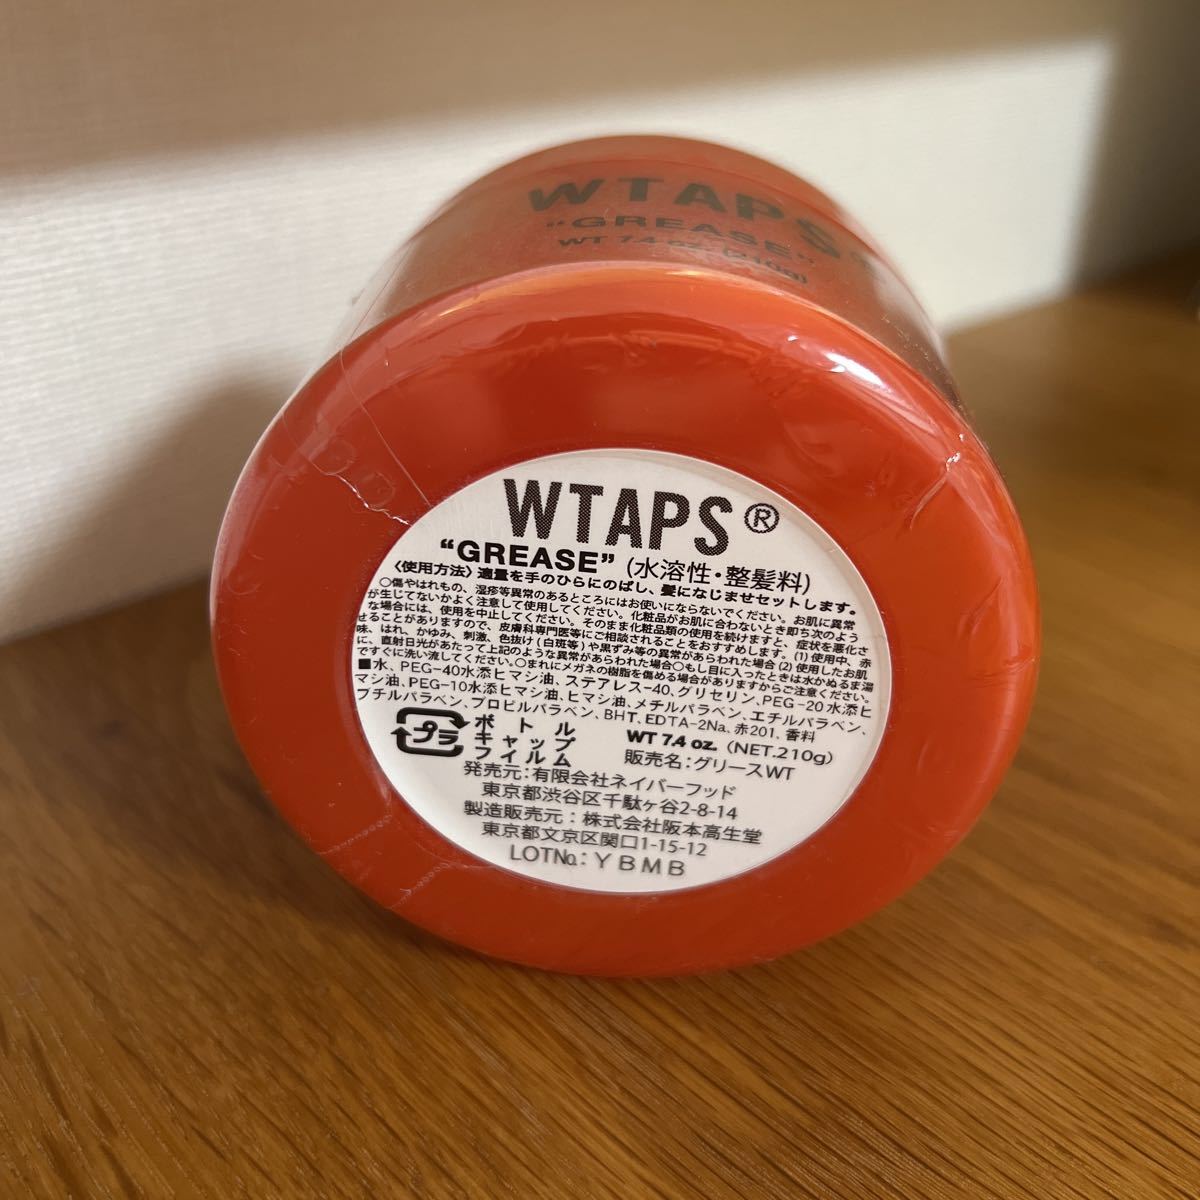 WTAPS
"GREASE"
WT 7.4 oz. (210g)
WTAPS®
"GREASE" (水溶性・整髪料)
〈使用方法〉適量を手のひらにのばし、髪になじませセットします。
○傷やはれもの、湿疹等異常のあるところにはお使いにならないでください。お肌に異常
が生じてないかよく注意して使用してください。化粧品がお肌に合わないとき即ち次のよう
な場合には、使用を中止してください。そのまま化粧品類の使用を続けますと、症状を悪化さ
せることがありますので、皮膚科専門医等にご相談されることをおすすめします。(1) 使用中、赤
味、はれ、かゆみ、刺激、色抜け(白斑等)や黒ずみ等の異常があらわれた場合 (2) 使用したお肌
に、直射日光があたって上記のような異常があらわれた場合○もし目に入ったときは水かぬるま湯
ですぐに洗い流してください。○まれにメガネの樹脂を傷める場合がありますからご注意ください。
■水、PEG-40水添ヒマシ油、ステアレス-40、グリセリン、PEG-20水添ヒ
マシ油、PEG-10水添ヒマシ油、ヒマシ油、メチルパラベン、エチルパラベン、
ブチルパラベン、プロピルパラベン、BHT、EDTA-2Na、赤201、香料
プラ
ボトル
キャップ
フイルム
WT 7.4 oz. (NET.210g)
販売名:グリースWT
発売元:有限会社ネイバーフッド
東京都渋谷区千駄ヶ谷2-8-14
製造販売元:株式会社阪本高生堂
東京都文京区関口1-15-12
LOT№:YBMB